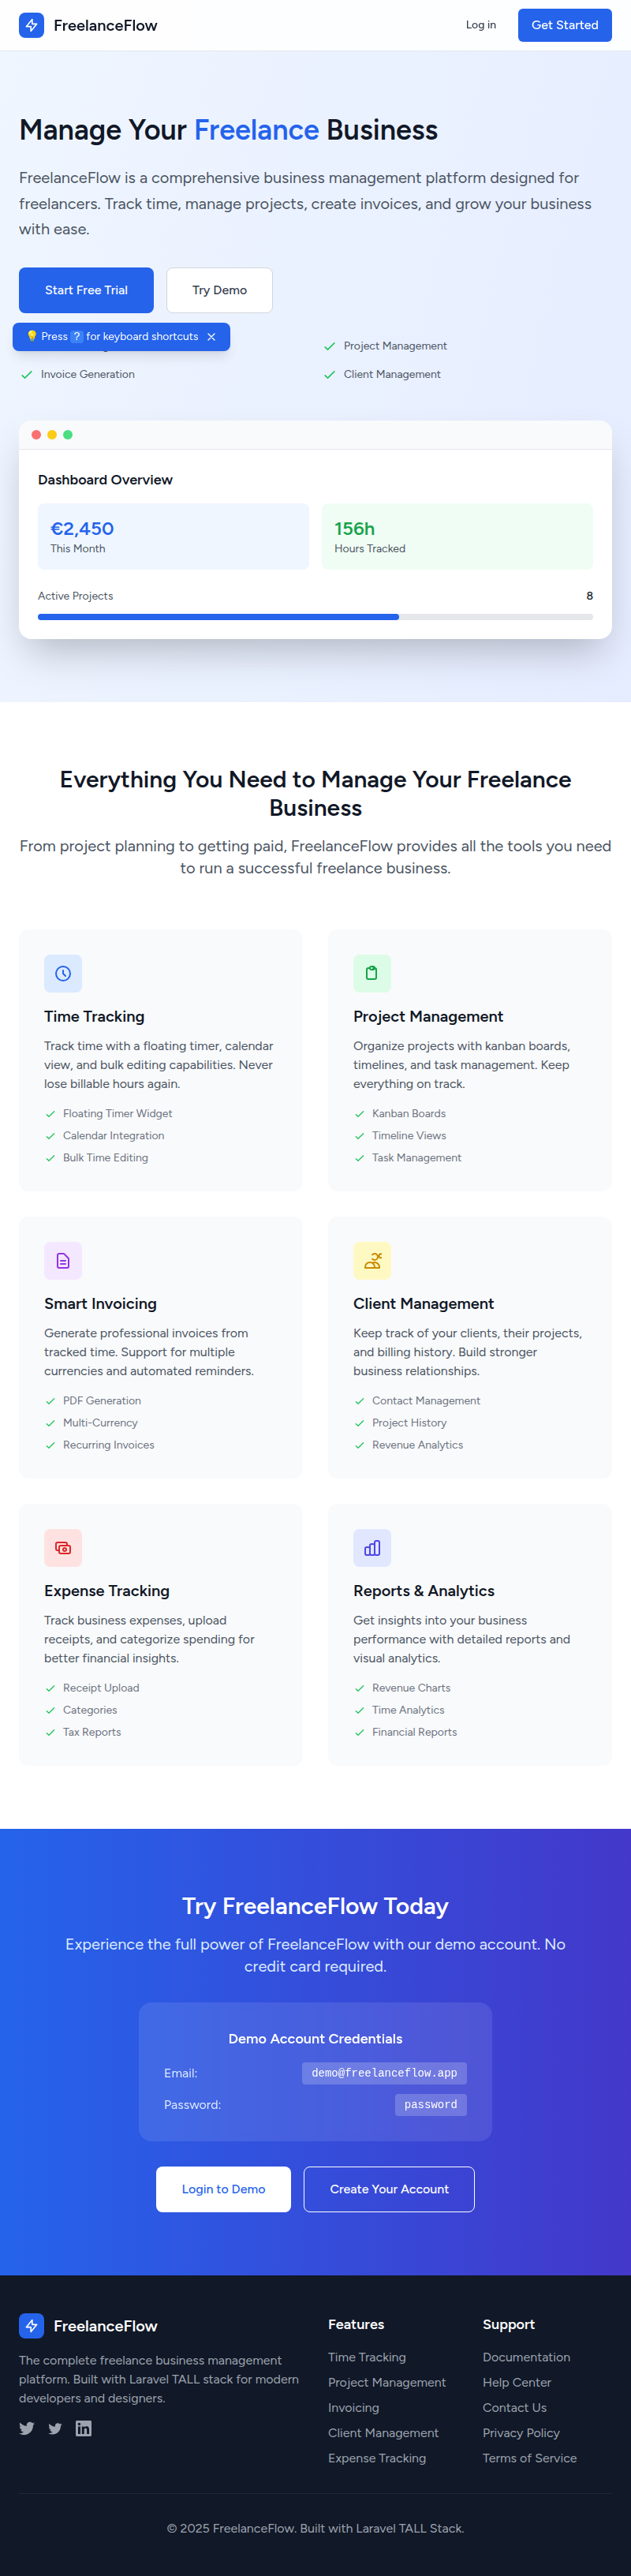 FreelanceFlow
Log in
Get Started
Manage Your Freelance Business
FreelanceFlow is a comprehensive business management platform designed for
freelancers. Track time, manage projects, create invoices, and grow your business
with ease.
Start Free Trial
Try Demo
💡 Press ? for keyboard shortcuts
Project Management
Invoice Generation
Client Management
Dashboard Overview
€2,450
This Month
156h
Hours Tracked
Active Projects
8
Everything You Need to Manage Your Freelance
Business
From project planning to getting paid, FreelanceFlow provides all the tools you need
to run a successful freelance business.
Time Tracking
Track time with a floating timer, calendar
view, and bulk editing capabilities. Never
lose billable hours again.
Floating Timer Widget
Calendar Integration
Bulk Time Editing
Project Management
Organize projects with kanban boards,
timelines, and task management. Keep
everything on track.
Kanban Boards
Timeline Views
Task Management
Smart Invoicing
Generate professional invoices from
tracked time. Support for multiple
currencies and automated reminders.
PDF Generation
Multi-Currency
Recurring Invoices
Client Management
Keep track of your clients, their projects,
and billing history. Build stronger
business relationships.
Contact Management
Project History
Revenue Analytics
Expense Tracking
Track business expenses, upload
receipts, and categorize spending for
better financial insights.
Receipt Upload
Categories
Tax Reports
Reports & Analytics
Get insights into your business
performance with detailed reports and
visual analytics.
Revenue Charts
Time Analytics
Financial Reports
Try FreelanceFlow Today
Experience the full power of FreelanceFlow with our demo account. No
credit card required.
Demo Account Credentials
Email:
demo@freelanceflow.app
Password:
password
Login to Demo
Create Your Account
FreelanceFlow
The complete freelance business management
platform. Built with Laravel TALL stack for modern
developers and designers.
Features
Time Tracking
Project Management
Invoicing
Client Management
Expense Tracking
Support
Documentation
Help Center
Contact Us
Privacy Policy
Terms of Service
© 2025 FreelanceFlow. Built with Laravel TALL Stack.